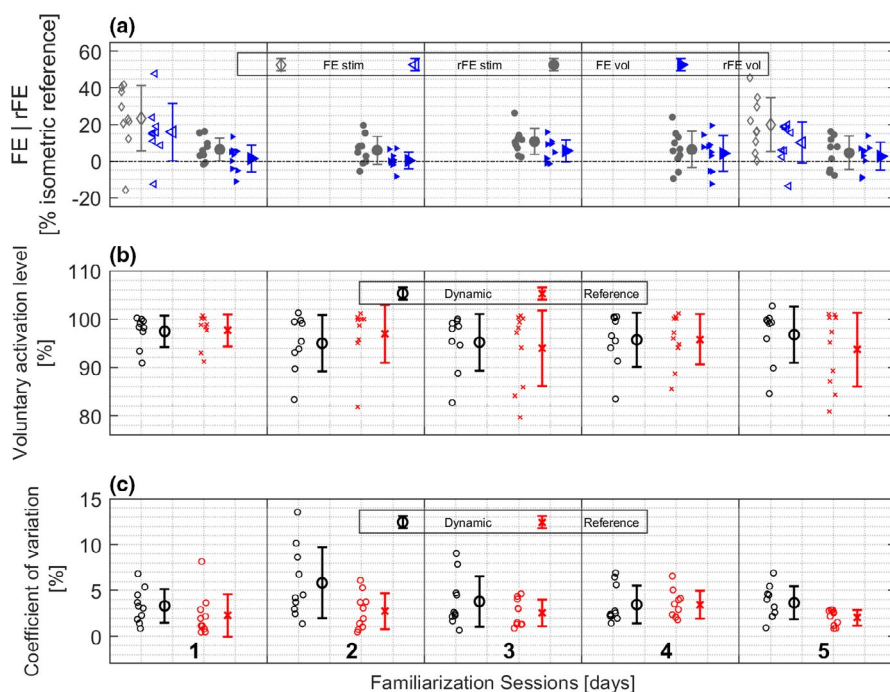 (a)
FE | rFE
[% isometric reference]
60
40
20
0
-20
FE stim
rFE stim
FE vol
rFE vol
(b)
Voluntary activation level
[%]
110
100
90
80
Dynamic
Reference
(c)
Coefficient of variation
[%]
15
10
5
0
Dynamic
Reference
1
2
3
4
5
Familiarization Sessions [days]